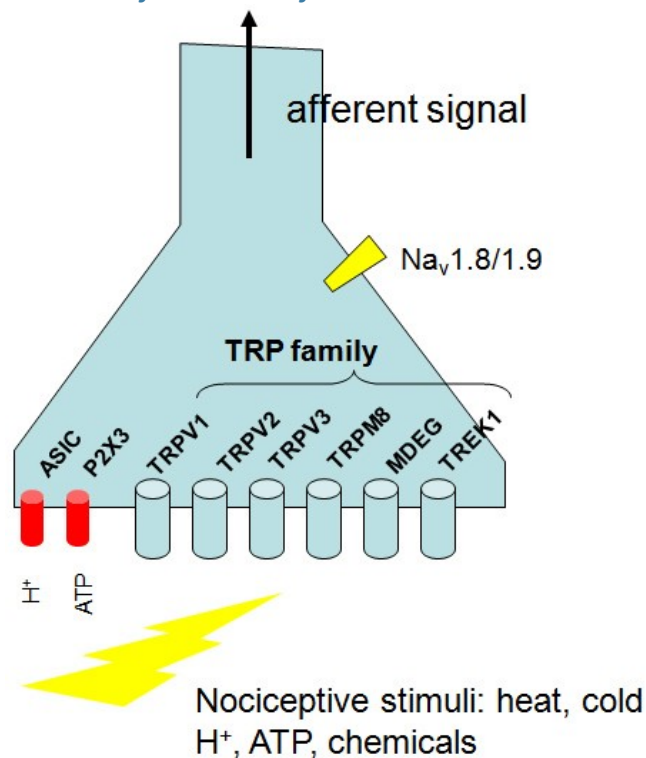 afferent signal
Nav1.8/1.9
TRP family
ASIC
P2X3
TRPV1
TRPV2
TRPV3
TRPM8
MDEG
TREK1
H+
ATP
Nociceptive stimuli: heat, cold
H+, ATP, chemicals